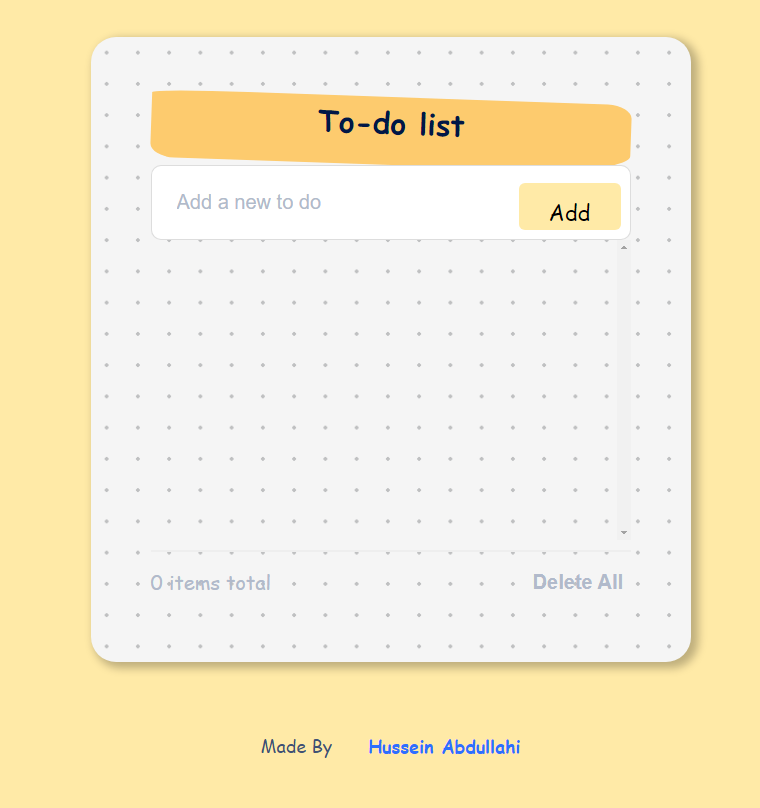 To-do list
Add a new to do
Add
0 items total
Delete All
Made By Hussein Abdullahi